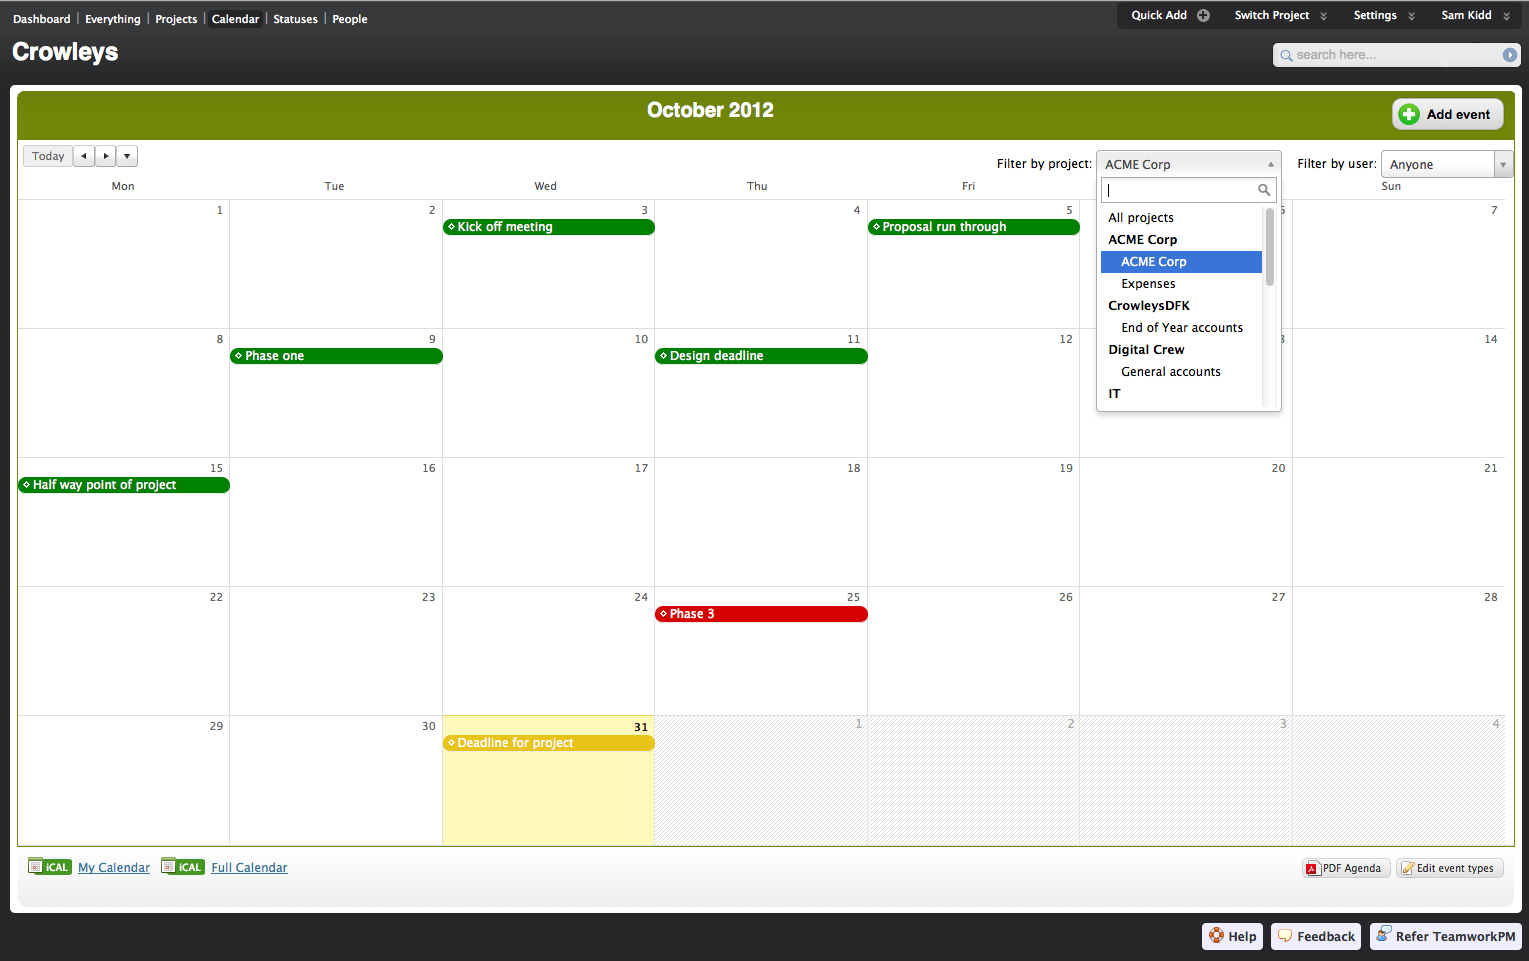 Dashboard | Everything | Projects | Calendar | Statuses | People
Quick Add Switch Project Settings Sam Kidd
Crowleys
search here...
October 2012
Add event
Today
Filter by project: ACME Corp Filter by user: Anyone
Mon Tue Wed Thu Fri Sun
All projects
ACME Corp
ACME Corp
Expenses
CrowleysDFK
End of Year accounts
Digital Crew
General accounts
IT
1 2 3 4 5 6 7
Kick off meeting Proposal run through
8 9 10 11 12 3 14
Phase one Design deadline
15 16 17 18 19 20 21
Half way point of project
22 23 24 25 26 27 28
Phase 3
29 30 31 1 2 3 4
Deadline for project
iCAL My Calendar iCAL Full Calendar
PDF Agenda Edit event types
Help Feedback Refer TeamworkPM